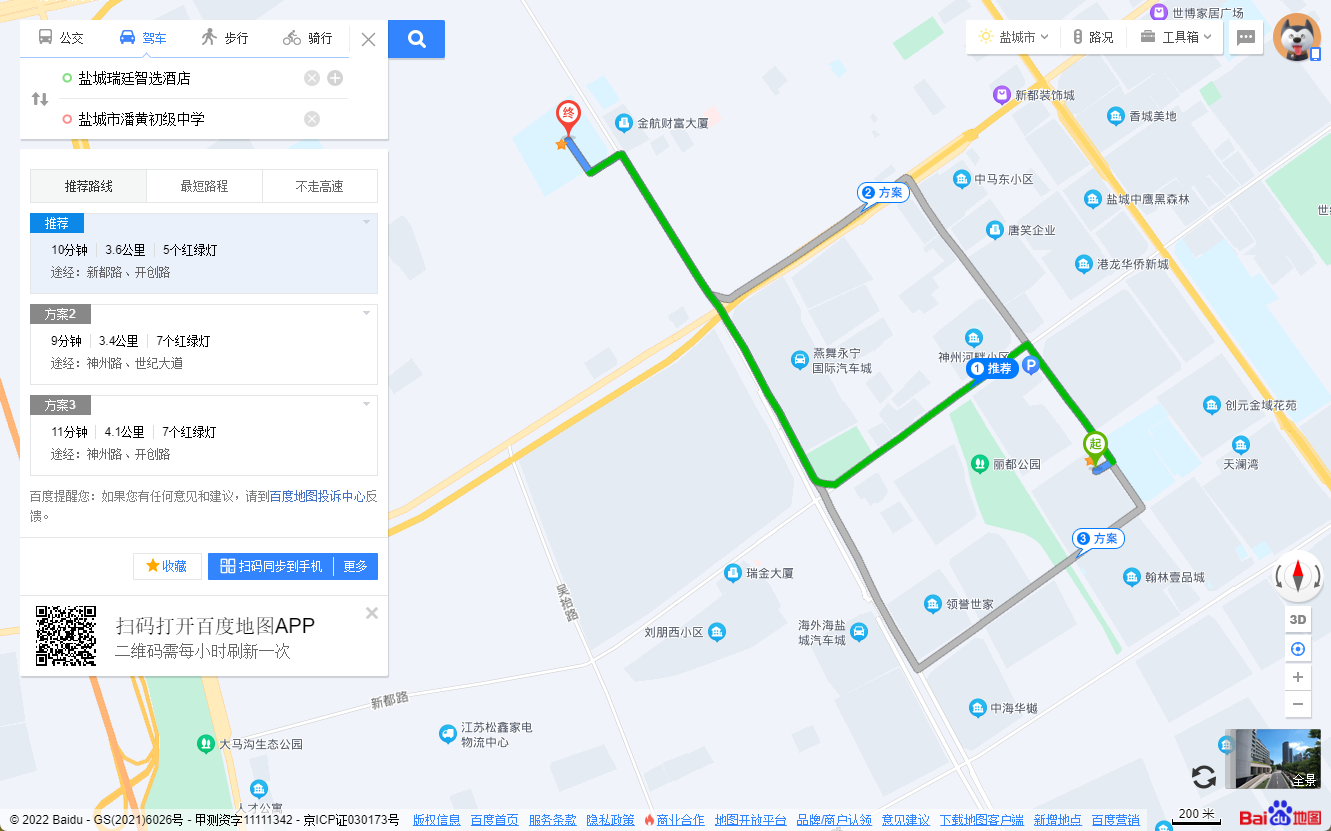 公交
驾车
步行
骑行
盐城瑞廷智选酒店
盐城市潘黄初级中学
推荐路线
最短路程
不走高速
推荐
10分钟 3.6公里 5个红绿灯
途经：新都路、开创路
方案2
9分钟 3.4公里 7个红绿灯
途经：神州路、世纪大道
方案3
11分钟 4.1公里 7个红绿灯
途经：神州路、开创路
百度提醒您：如果您有任何意见和建议，请到百度地图投诉中心反
馈。
收藏
扫码同步到手机
更多
扫码打开百度地图APP
二维码需每小时刷新一次
世博家居广场
盐城市
路况
工具箱
新都装饰城
香城美地
终
金航财富大厦
2 方案
中马东小区
盐城中鹰黑森林
世
唐笑企业
港龙华侨新城
燕舞永宁
国际汽车城
神州河畔小区
1 推荐
P
创元金域花苑
起
天澜湾
丽都公园
3 方案
瑞金大厦
翰林壹品城
吴抬路
领誉世家
刘朋西小区
海外海盐
城汽车城
新都路
中海华樾
江苏松鑫家电
物流中心
大马沟生态公园
人才公寓
3D
全景
200 米
Bai du 地图
© 2022 Baidu - GS(2021)6026号 - 甲测资字11111342 - 京ICP证030173号
版权信息
百度首页
服务条款
隐私政策
商业合作
地图开放平台
品牌/商户认领
意见建议
下载地图客户端
新增地点
百度营销